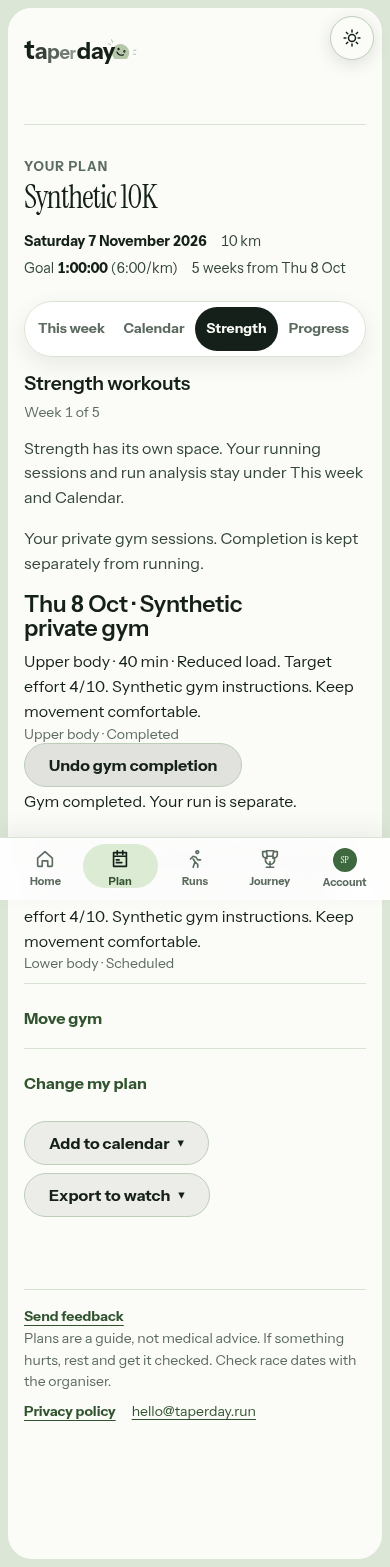 taperday
YOUR PLAN
Synthetic 10K
Saturday 7 November 2026 10 km
Goal 1:00:00 (6:00/km) 5 weeks from Thu 8 Oct
This week Calendar Strength Progress
Strength workouts
Week 1 of 5
Strength has its own space. Your running
sessions and run analysis stay under This week
and Calendar.
Your private gym sessions. Completion is kept
separately from running.
Thu 8 Oct · Synthetic
private gym
Upper body · 40 min · Reduced load. Target
effort 4/10. Synthetic gym instructions. Keep
movement comfortable.
Upper body · Completed
Undo gym completion
Gym completed. Your run is separate.
Home Plan Runs Journey SP Account
effort 4/10. Synthetic gym instructions. Keep
movement comfortable.
Lower body · Scheduled
Move gym
Change my plan
Add to calendar ▾
Export to watch ▾
Send feedback
Plans are a guide, not medical advice. If something
hurts, rest and get it checked. Check race dates with
the organiser.
Privacy policy hello@taperday.run